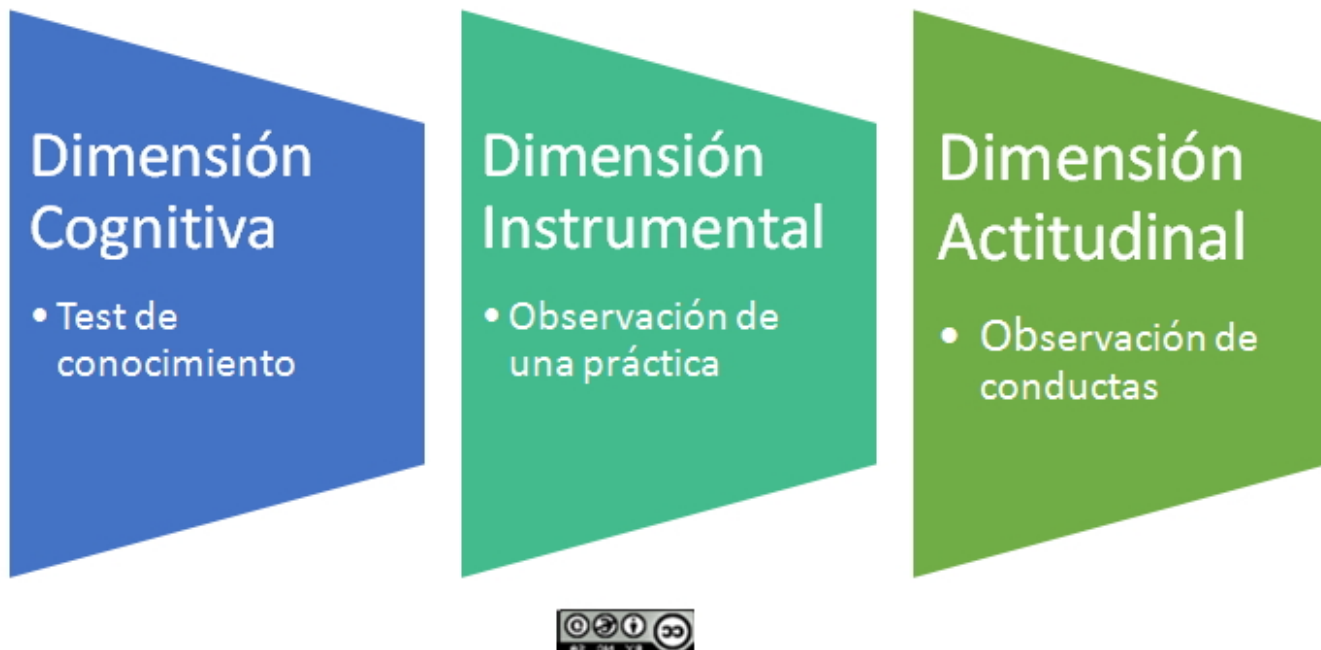 Dimensión
Cognitiva
• Test de
conocimiento
Dimensión
Instrumental
• Observación de
una práctica
Dimensión
Actitudinal
• Observación de
conductas